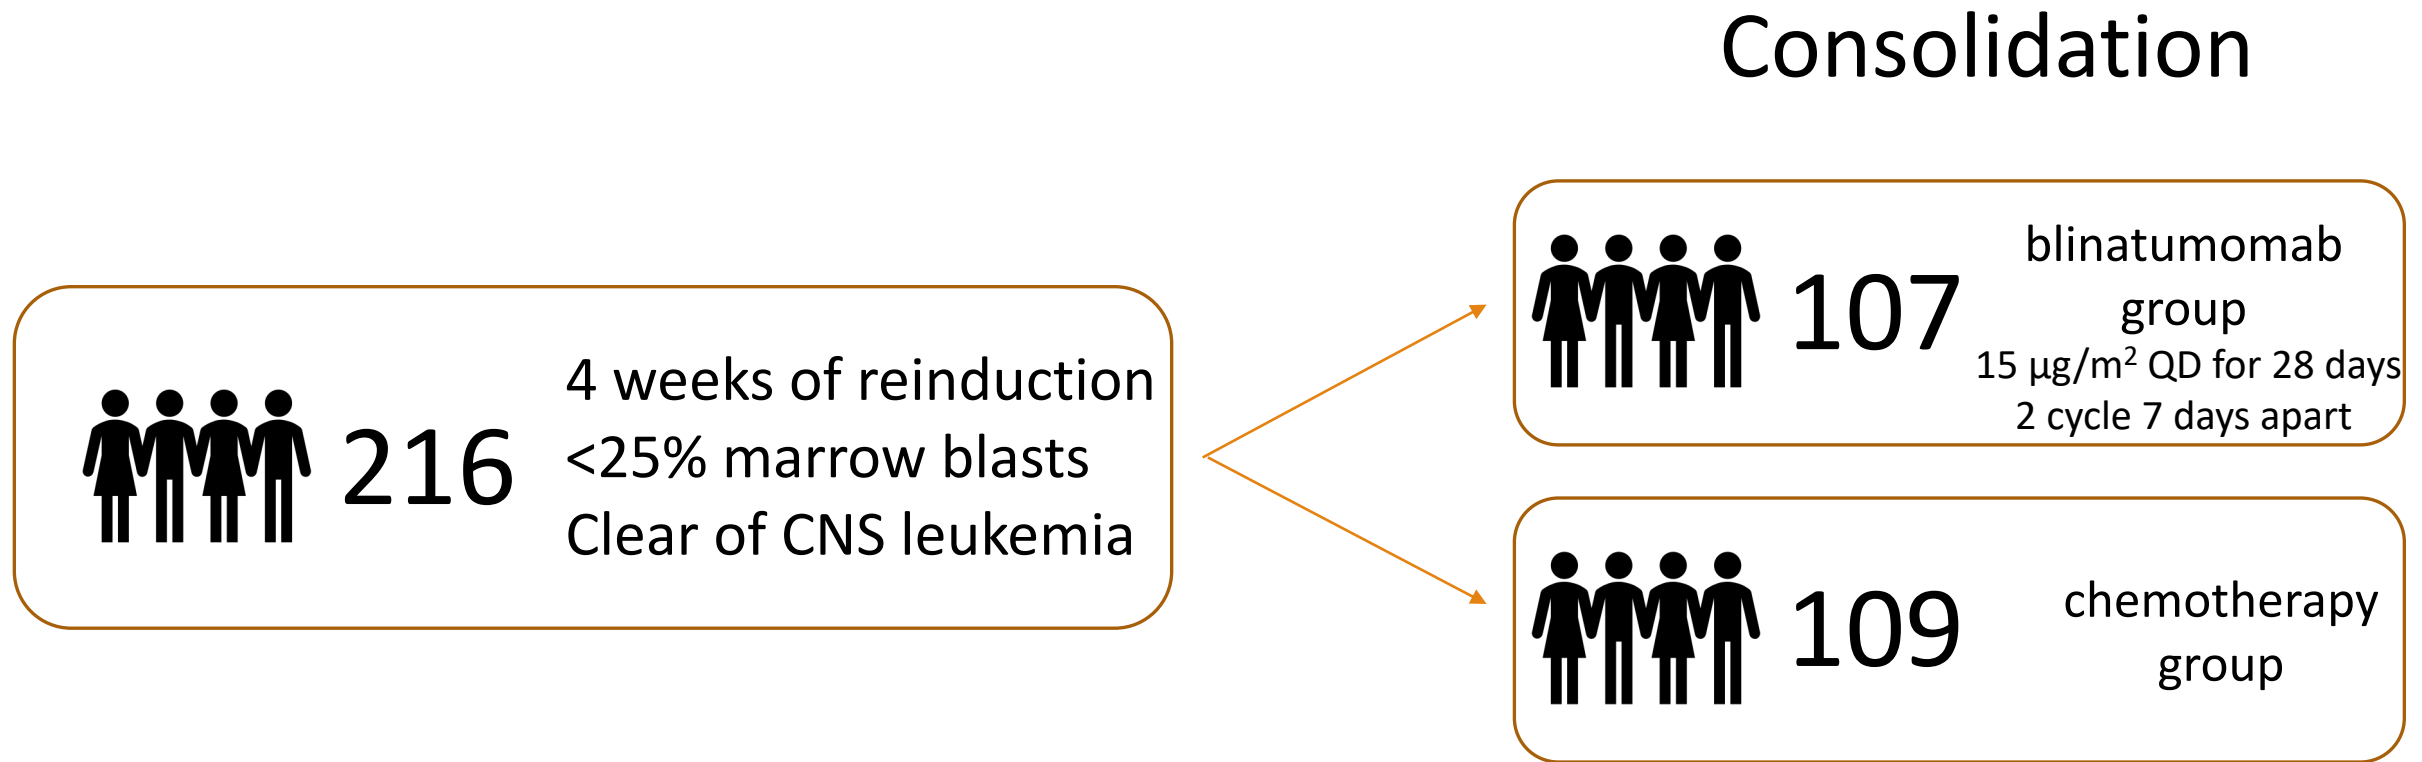 Consolidation
216
4 weeks of reinduction
<25% marrow blasts
Clear of CNS leukemia
107
blinatumomab
group
15 µg/m² QD for 28 days
2 cycle 7 days apart
109
chemotherapy
group